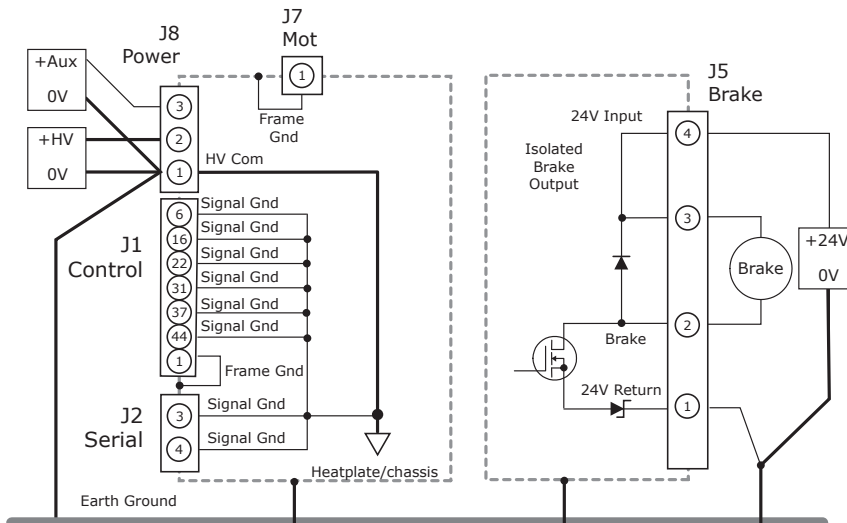 J8
Power
J7
Mot
+Aux
0V
+HV
0V
3
2
1
1
Frame
Gnd
HV Com
J1
Control
6
16
22
31
37
44
1
Signal Gnd
Signal Gnd
Signal Gnd
Signal Gnd
Signal Gnd
Signal Gnd
Frame Gnd
J2
Serial
3
4
Signal Gnd
Signal Gnd
Heatplate/chassis
Earth Ground
J5
Brake
24V Input
Isolated
Brake
Output
4
3
2
1
Brake
24V Return
Brake
+24V
0V